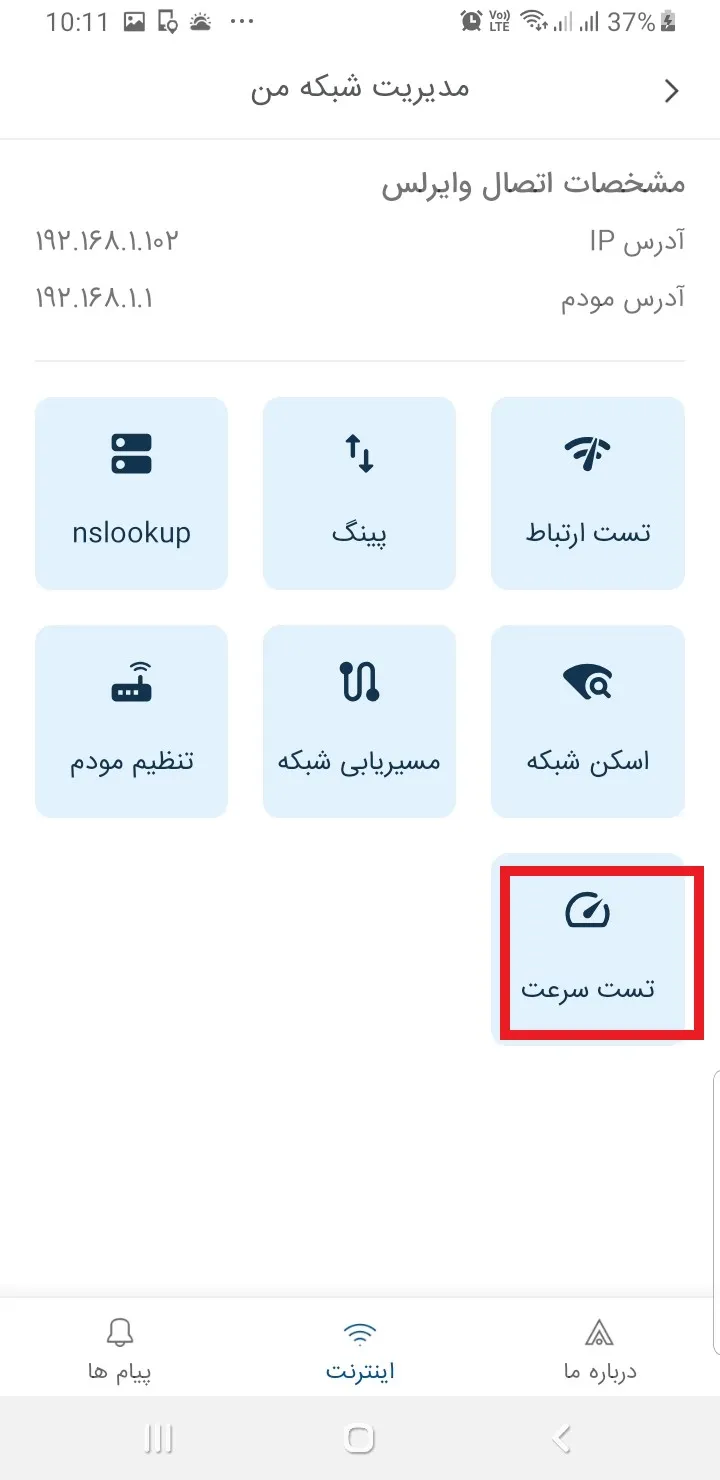 10:11 Vo)) LTE 37%
مدیریت شبکه من
مشخصات اتصال وایرلس
آدرس IP ۱۹۲.۱۶۸.۱.۱۰۲
آدرس مودم ۱۹۲.۱۶۸.۱.۱
تست ارتباط پینگ nslookup
اسکن شبکه مسیریابی شبکه تنظیم مودم
تست سرعت
درباره ما اینترنت پیام ها